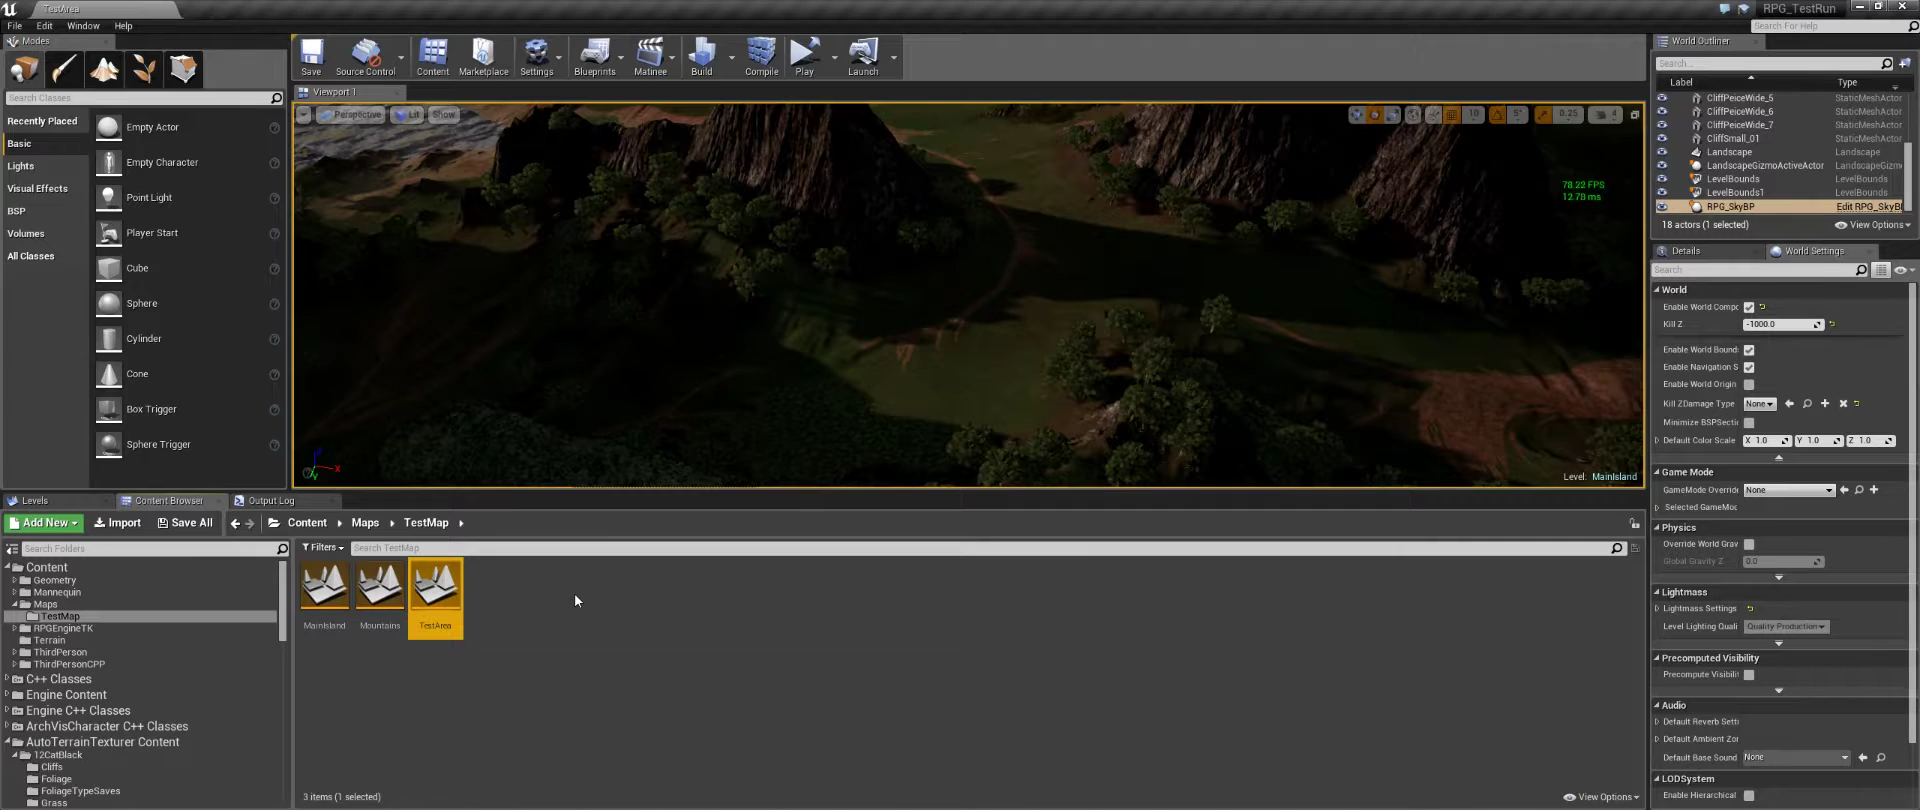 TestArea
RPG_TestRun
File Edit Window Help
Search For Help
Modes
Search Classes
Recently Placed
Basic
Lights
Visual Effects
BSP
Volumes
All Classes
Empty Actor
Empty Character
Point Light
Player Start
Cube
Sphere
Cylinder
Cone
Box Trigger
Sphere Trigger
Save Source Control Content Marketplace Settings Blueprints Matinee Build Compile Play Launch
Viewport 1
Perspective Lit Show
10 5° 0.25 4
78.22 FPS
12.78 ms
Level: MainIsland
World Outliner
Search...
Label Type
CliffPeiceWide_5 StaticMeshActor
CliffPeiceWide_6 StaticMeshActor
CliffPeiceWide_7 StaticMeshActor
CliffSmall_01 StaticMeshActor
Landscape Landscape
LandscapeGizmoActiveActor LandscapeGizm
LevelBounds LevelBounds
LevelBounds1 LevelBounds
RPG_SkyBP Edit RPG_SkyBl
18 actors (1 selected) View Options
Details World Settings
Search
World
Enable World Compo
Kill Z -1000.0
Enable World Bound:
Enable Navigation S
Enable World Origin
Kill ZDamage Type None
Minimize BSPSecti
Default Color Scale X 1.0 Y 1.0 Z 1.0
Game Mode
GameMode Override None
Selected GameMod
Physics
Override World Grav
Global Gravity Z 0.0
Lightmass
Lightmass Settings
Level Lighting Quali Quality Production
Precomputed Visibility
Precompute Visibilit
Audio
Default Reverb Setti
Default Ambient Zor
Default Base Sound None
LODSystem
Enable Hierarchical
Levels Content Browser Output Log
Add New Import Save All Content Maps TestMap
Search Folders
Filters Search TestMap
Content
Geometry
Mannequin
Maps
TestMap
RPGEngineTK
Terrain
ThirdPerson
ThirdPersonCPP
C++ Classes
Engine Content
Engine C++ Classes
ArchVisCharacter C++ Classes
AutoTerrainTexturer Content
12CatBlack
Cliffs
Foliage
FoliageTypeSaves
Grass
MainIsland Mountains TestArea
3 items (1 selected) View Options